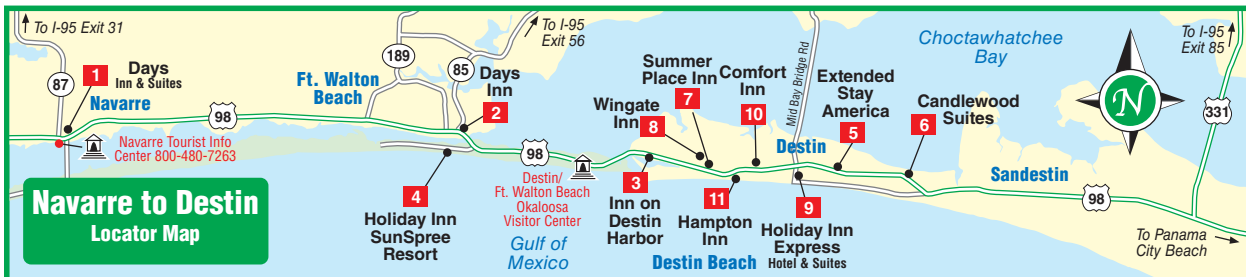 To I-95 Exit 31
87
1
Days
Inn & Suites
Navarre
98
Navarre Tourist Info
Center 800-480-7263
Navarre to Destin
Locator Map
Ft. Walton
Beach
189
85
To I-95
Exit 56
Days
Inn
2
4
Holiday Inn
SunSpree
Resort
98
Destin/
Ft. Walton Beach
Okaloosa
Visitor Center
Gulf of
Mexico
Wingate
Inn
8
Summer
Place Inn
7
3
Inn on
Destin
Harbor
Comfort
Inn
10
11
Hampton
Inn
Destin Beach
Mid Bay Bridge Rd
Destin
9
Holiday Inn
Express
Hotel & Suites
Extended
Stay
America
5
Choctawhatchee
Bay
Candlewood
Suites
6
Sandestin
98
N
To I-95
Exit 85
331
To Panama
City Beach